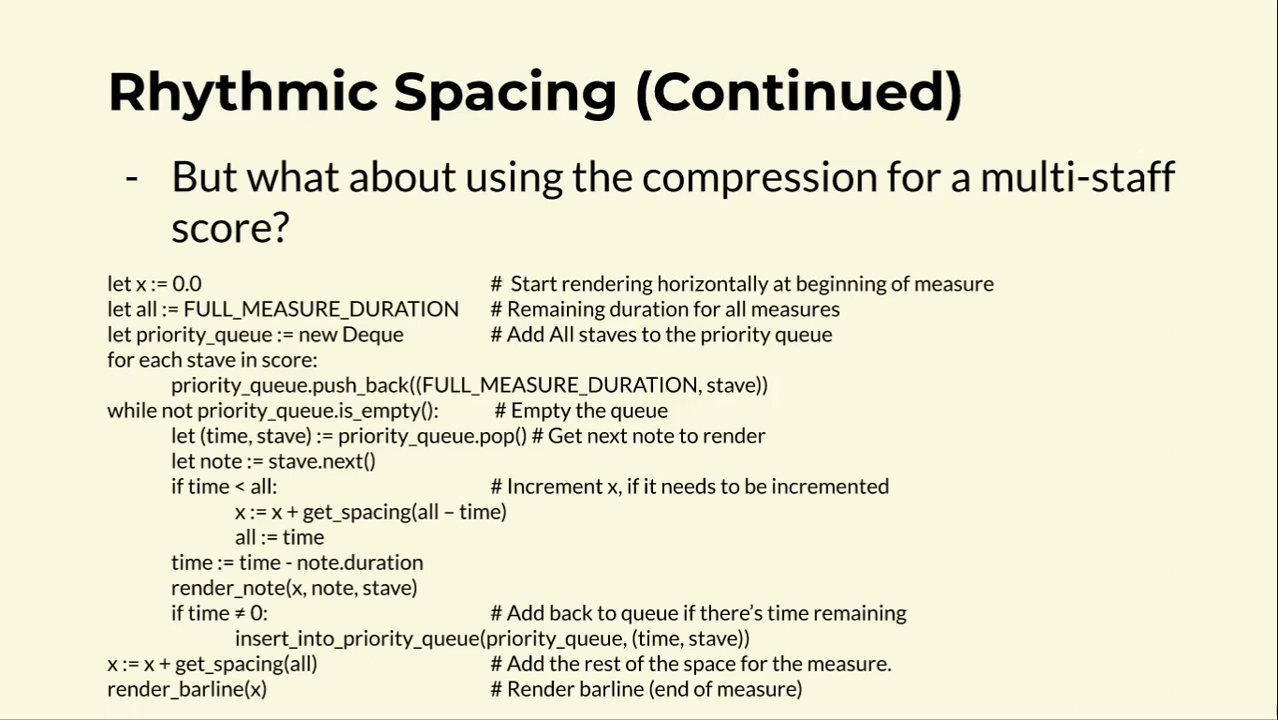 Rhythmic Spacing (Continued)
- But what about using the compression for a multi-staff
score?
let x := 0.0 #  Start rendering horizontally at beginning of measure
let all := FULL_MEASURE_DURATION # Remaining duration for all measures
let priority_queue := new Deque # Add All staves to the priority queue
for each stave in score:
priority_queue.push_back((FULL_MEASURE_DURATION, stave))
while not priority_queue.is_empty(): # Empty the queue
let (time, stave) := priority_queue.pop() # Get next note to render
let note := stave.next()
if time < all: # Increment x, if it needs to be incremented
x := x + get_spacing(all – time)
all := time
time := time - note.duration
render_note(x, note, stave)
if time ≠ 0: # Add back to queue if there’s time remaining
insert_into_priority_queue(priority_queue, (time, stave))
x := x + get_spacing(all) # Add the rest of the space for the measure.
render_barline(x) # Render barline (end of measure)